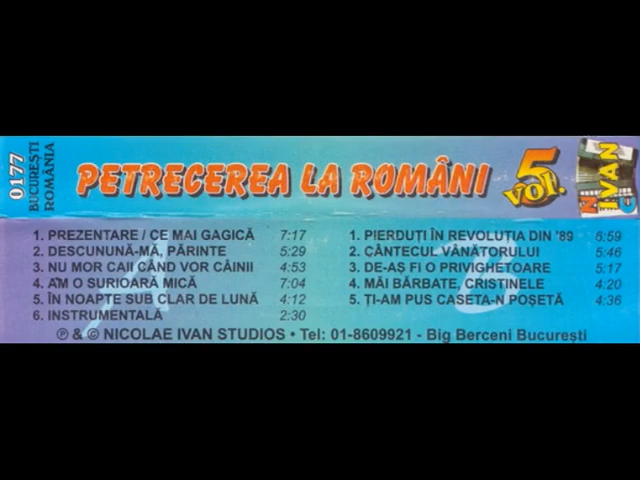 0177
BUCUREȘTI
ROMÂNIA
PETRECEREA LA ROMÂNI
5
VOL.
N
IVAN
C
1. PREZENTARE / CE MAI GAGICĂ 7:17
2. DESCUNUNĂ-MĂ, PĂRINTE 5:29
3. NU MOR CAII CÂND VOR CÂINII 4:53
4. AM O SURIOARĂ MICĂ 7:04
5. ÎN NOAPTE SUB CLAR DE LUNĂ 4:12
6. INSTRUMENTALĂ 2:30
A
1. PIERDUȚI ÎN REVOLUȚIA DIN '89 6:59
2. CÂNTECUL VÂNĂTORULUI 5:46
3. DE-AȘ FI O PRIVIGHETOARE 5:17
4. MĂI BĂRBATE, CRISTINELE 4:20
5. ȚI-AM PUS CASETA-N POȘETĂ 4:36
B
℗ & © NICOLAE IVAN STUDIOS • Tel: 01-8609921 - Big Berceni București